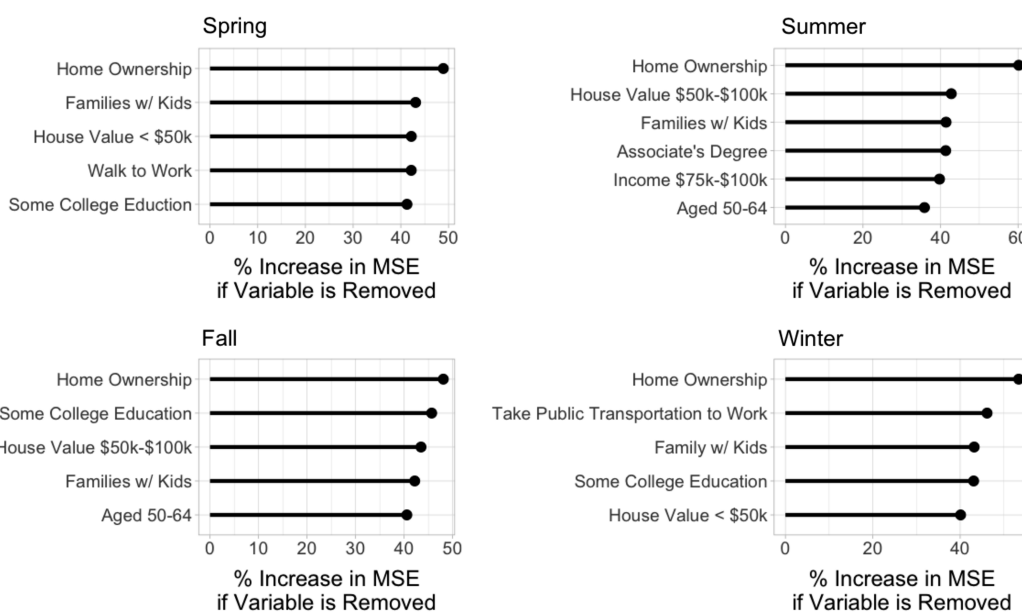 Spring
Home Ownership
Families w/ Kids
House Value < $50k
Walk to Work
Some College Eduction
0 10 20 30 40 50
% Increase in MSE
if Variable is Removed
Summer
Home Ownership
House Value $50k-$100k
Families w/ Kids
Associate's Degree
Income $75k-$100k
Aged 50-64
0 20 40 60
% Increase in MSE
if Variable is Removed
Fall
Home Ownership
Some College Education
House Value $50k-$100k
Families w/ Kids
Aged 50-64
0 10 20 30 40 50
% Increase in MSE
if Variable is Removed
Winter
Home Ownership
Take Public Transportation to Work
Family w/ Kids
Some College Education
House Value < $50k
0 20 40
% Increase in MSE
if Variable is Removed